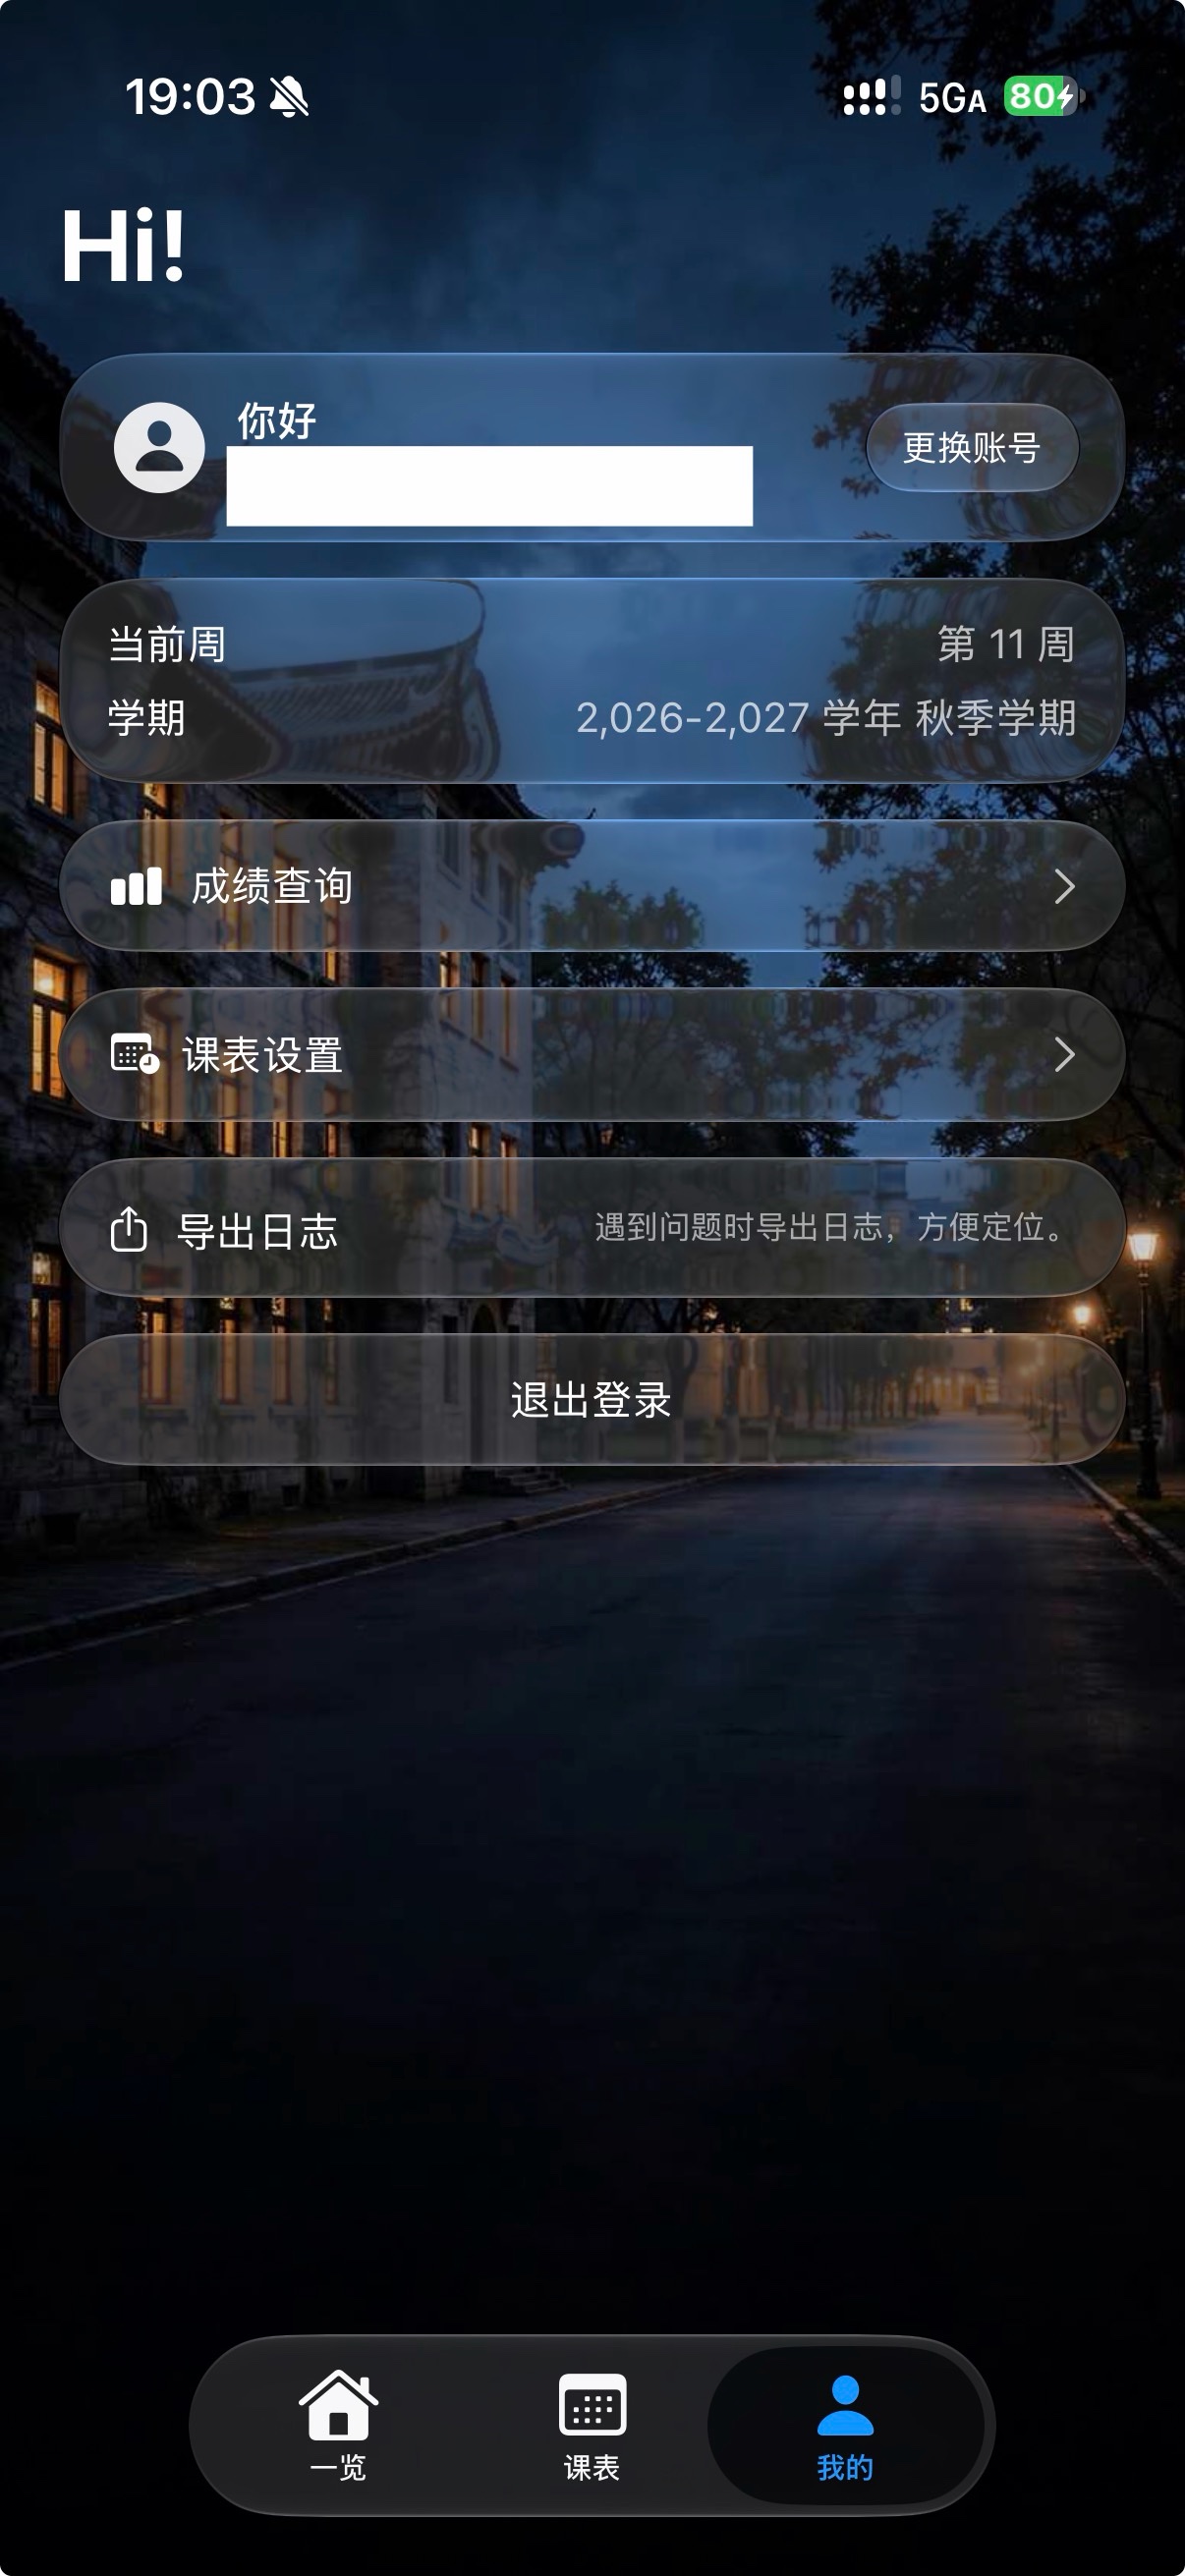 19:03
5GA
80
Hi!
你好
更换账号
当前周
第 11 周
学期
2,026-2,027 学年 秋季学期
成绩查询
课表设置
导出日志
遇到问题时导出日志，方便定位。
退出登录
一览
课表
我的